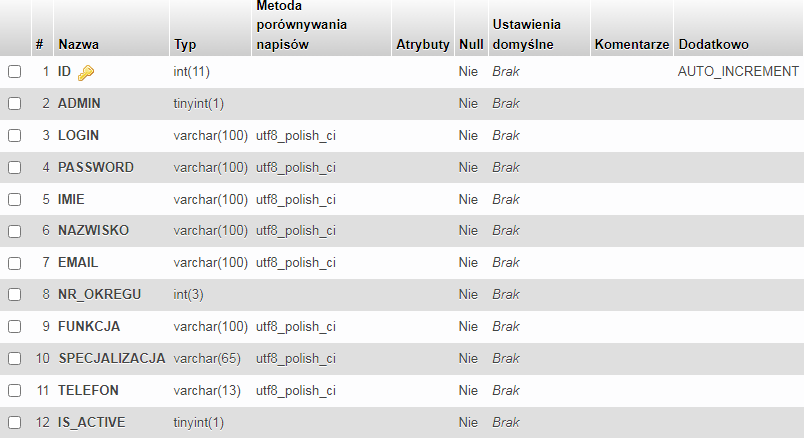 # Nazwa Typ Metoda porównywania napisów Atrybuty Null Ustawienia domyślne Komentarze Dodatkowo
1 ID int(11) Nie Brak AUTO_INCREMENT
2 ADMIN tinyint(1) Nie Brak
3 LOGIN varchar(100) utf8_polish_ci Nie Brak
4 PASSWORD varchar(100) utf8_polish_ci Nie Brak
5 IMIE varchar(100) utf8_polish_ci Nie Brak
6 NAZWISKO varchar(100) utf8_polish_ci Nie Brak
7 EMAIL varchar(100) utf8_polish_ci Nie Brak
8 NR_OKREGU int(3) Nie Brak
9 FUNKCJA varchar(100) utf8_polish_ci Nie Brak
10 SPECJALIZACJA varchar(65) utf8_polish_ci Nie Brak
11 TELEFON varchar(13) utf8_polish_ci Nie Brak
12 IS_ACTIVE tinyint(1) Nie Brak